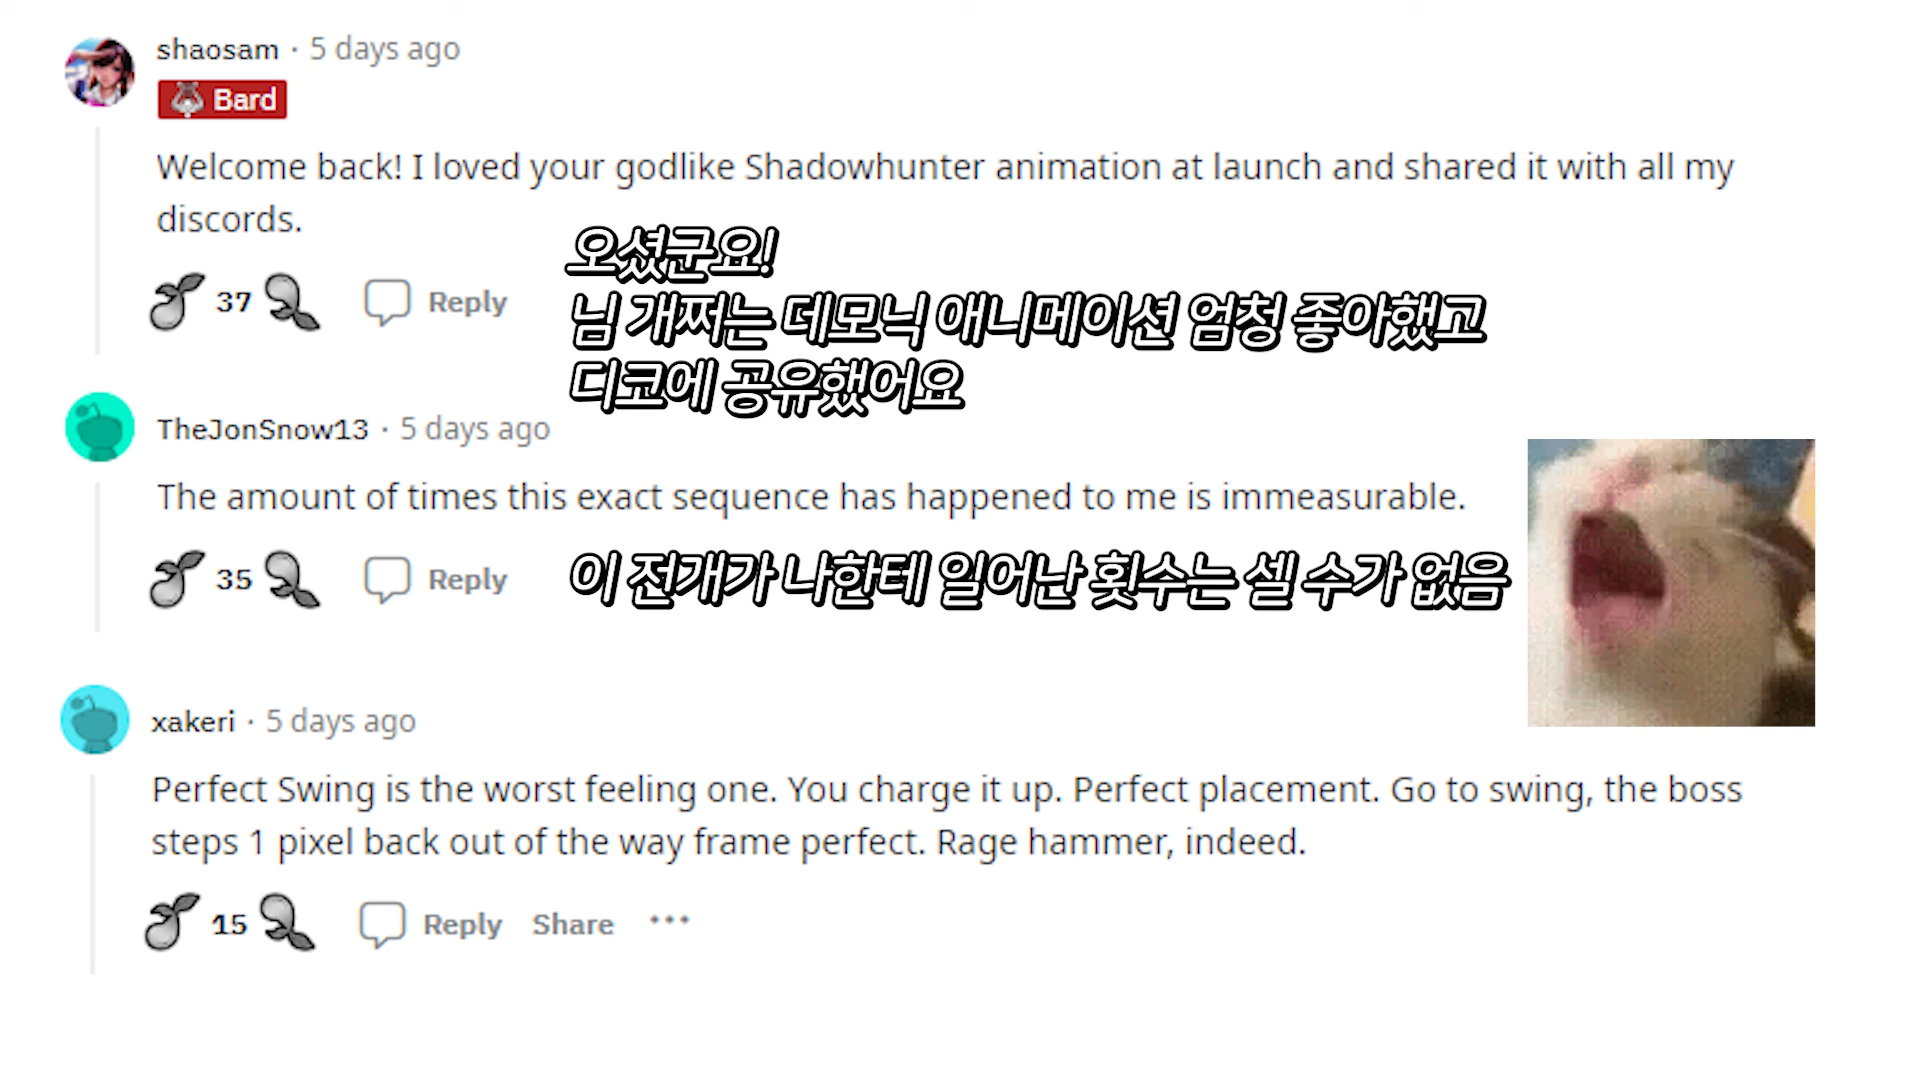 shaosam · 5 days ago
Bard
Welcome back! I loved your godlike Shadowhunter animation at launch and shared it with all my
discords.
37 Reply
오셨군요!
님 개쩌는 데모닉 애니메이션 엄청 좋아했고
디코에 공유했어요
TheJonSnow13 · 5 days ago
The amount of times this exact sequence has happened to me is immeasurable.
35 Reply
이 전개가 나한테 일어난 횟수는 셀 수가 없음
xakeri · 5 days ago
Perfect Swing is the worst feeling one. You charge it up. Perfect placement. Go to swing, the boss
steps 1 pixel back out of the way frame perfect. Rage hammer, indeed.
15 Reply Share ···